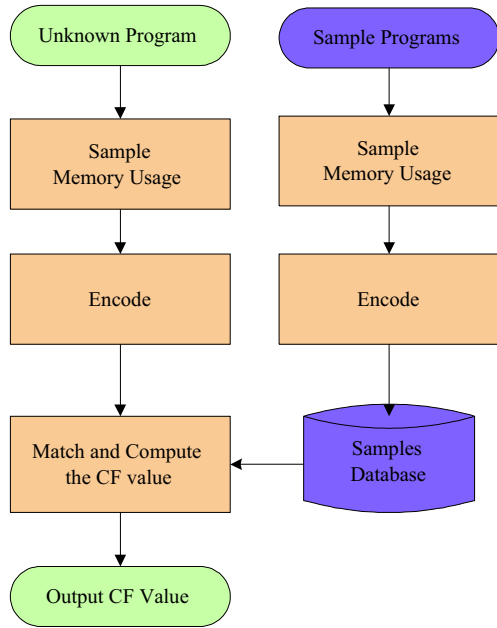 Unknown Program
Sample Programs
Sample
Memory Usage
Sample
Memory Usage
Encode
Encode
Match and Compute
the CF value
Samples
Database
Output CF Value